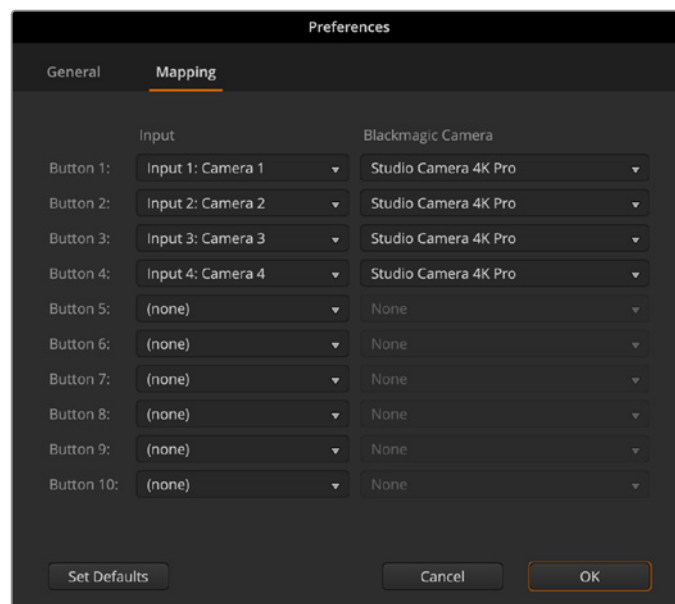 Preferences
General Mapping
Input Blackmagic Camera
Button 1: Input 1: Camera 1 Studio Camera 4K Pro
Button 2: Input 2: Camera 2 Studio Camera 4K Pro
Button 3: Input 3: Camera 3 Studio Camera 4K Pro
Button 4: Input 4: Camera 4 Studio Camera 4K Pro
Button 5: (none) None
Button 6: (none) None
Button 7: (none) None
Button 8: (none) None
Button 9: (none) None
Button 10: (none) None
Set Defaults Cancel OK